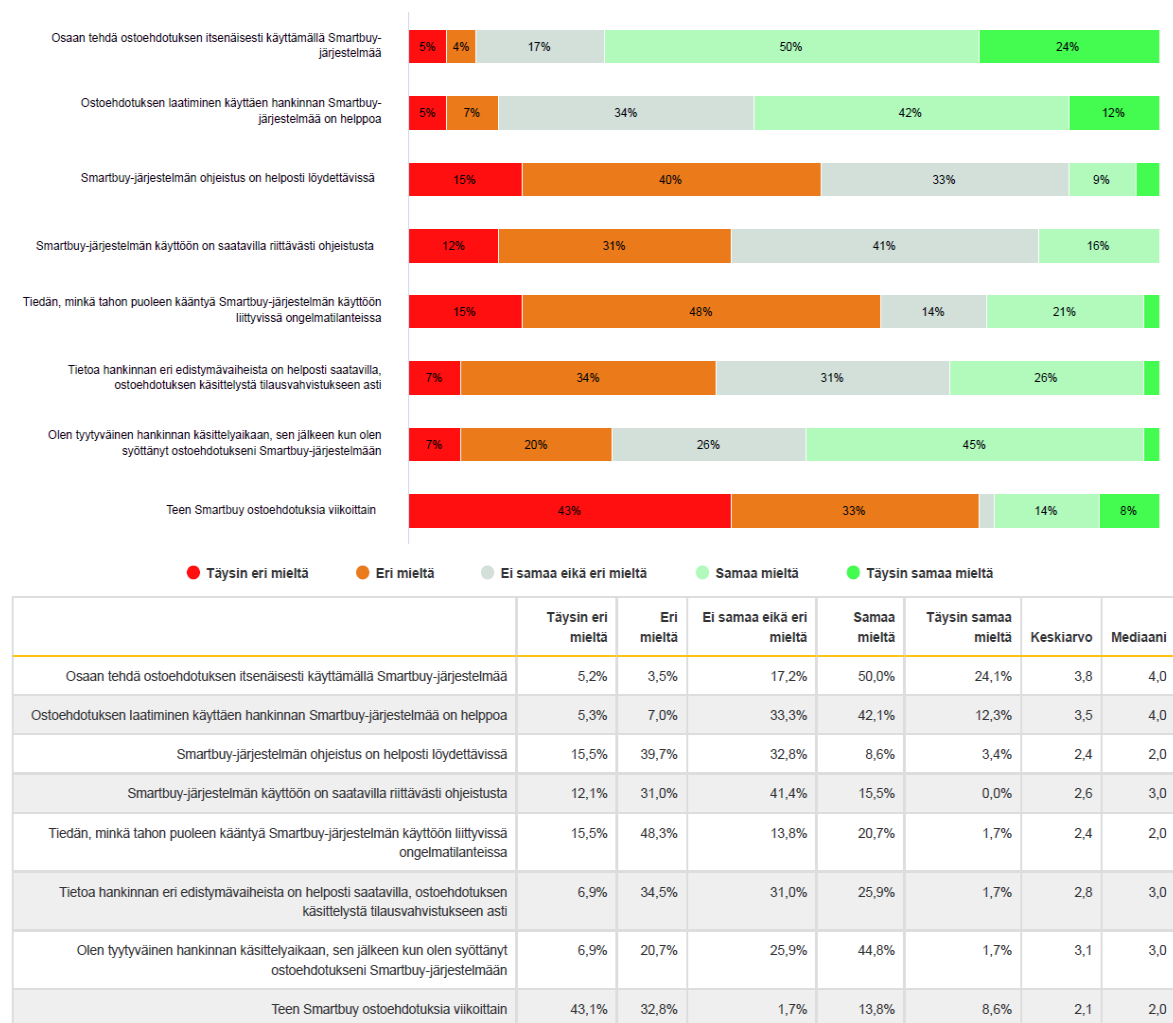 Osaan tehdä ostoehdotuksen itsenäisesti käyttämällä Smartbuy-
järjestelmää
5% 4% 17% 50% 24%
Ostoehdotuksen laatiminen käyttäen hankinnan Smartbuy-
järjestelmää on helppoa
5% 7% 34% 42% 12%
Smartbuy-järjestelmän ohjeistus on helposti löydettävissä
15% 40% 33% 9%
Smartbuy-järjestelmän käyttöön on saatavilla riittävästi ohjeistusta
12% 31% 41% 16%
Tiedän, minkä tahon puoleen kääntyä Smartbuy-järjestelmän käyttöön
liittyvissä ongelmatilanteissa
15% 48% 14% 21%
Tietoa hankinnan eri edistymävaiheista on helposti saatavilla,
ostoehdotuksen käsittelystä tilausvahvistukseen asti
7% 34% 31% 26%
Olen tyytyväinen hankinnan käsittelyaikaan, sen jälkeen kun olen
syöttänyt ostoehdotukseni Smartbuy-järjestelmään
7% 20% 26% 45%
Teen Smartbuy ostoehdotuksia viikoittain
43% 33% 14% 8%
Täysin eri mieltä Eri mieltä Ei samaa eikä eri mieltä Samaa mieltä Täysin samaa mieltä
Täysin eri mieltä Eri mieltä Ei samaa eikä eri mieltä Samaa mieltä Täysin samaa mieltä Keskiarvo Mediaani
Osaan tehdä ostoehdotuksen itsenäisesti käyttämällä Smartbuy-järjestelmää 5,2% 3,5% 17,2% 50,0% 24,1% 3,8 4,0
Ostoehdotuksen laatiminen käyttäen hankinnan Smartbuy-järjestelmää on helppoa 5,3% 7,0% 33,3% 42,1% 12,3% 3,5 4,0
Smartbuy-järjestelmän ohjeistus on helposti löydettävissä 15,5% 39,7% 32,8% 8,6% 3,4% 2,4 2,0
Smartbuy-järjestelmän käyttöön on saatavilla riittävästi ohjeistusta 12,1% 31,0% 41,4% 15,5% 0,0% 2,6 3,0
Tiedän, minkä tahon puoleen kääntyä Smartbuy-järjestelmän käyttöön liittyvissä 15,5% 48,3% 13,8% 20,7% 1,7% 2,4 2,0
ongelmatilanteissa
Tietoa hankinnan eri edistymävaiheista on helposti saatavilla, ostoehdotuksen 6,9% 34,5% 31,0% 25,9% 1,7% 2,8 3,0
käsittelystä tilausvahvistukseen asti
Olen tyytyväinen hankinnan käsittelyaikaan, sen jälkeen kun olen syöttänyt 6,9% 20,7% 25,9% 44,8% 1,7% 3,1 3,0
ostoehdotukseni Smartbuy-järjestelmään
Teen Smartbuy ostoehdotuksia viikoittain 43,1% 32,8% 1,7% 13,8% 8,6% 2,1 2,0